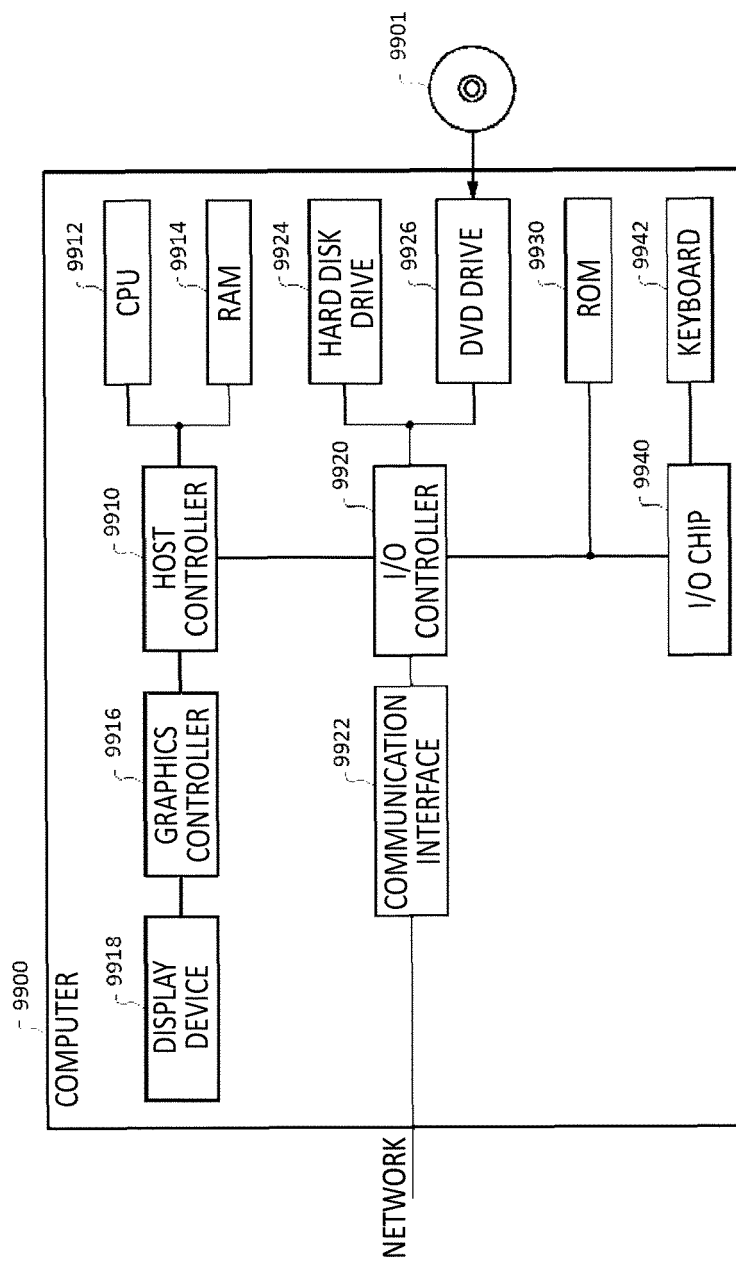 9900
COMPUTER
9918
DISPLAY
DEVICE
9916
GRAPHICS
CONTROLLER
9910
HOST
CONTROLLER
9912
CPU
9914
RAM
NETWORK
9922
COMMUNICATION
INTERFACE
9920
I/O
CONTROLLER
9924
HARD DISK
DRIVE
9926
DVD DRIVE
9901
9930
ROM
9940
I/O CHIP
9942
KEYBOARD